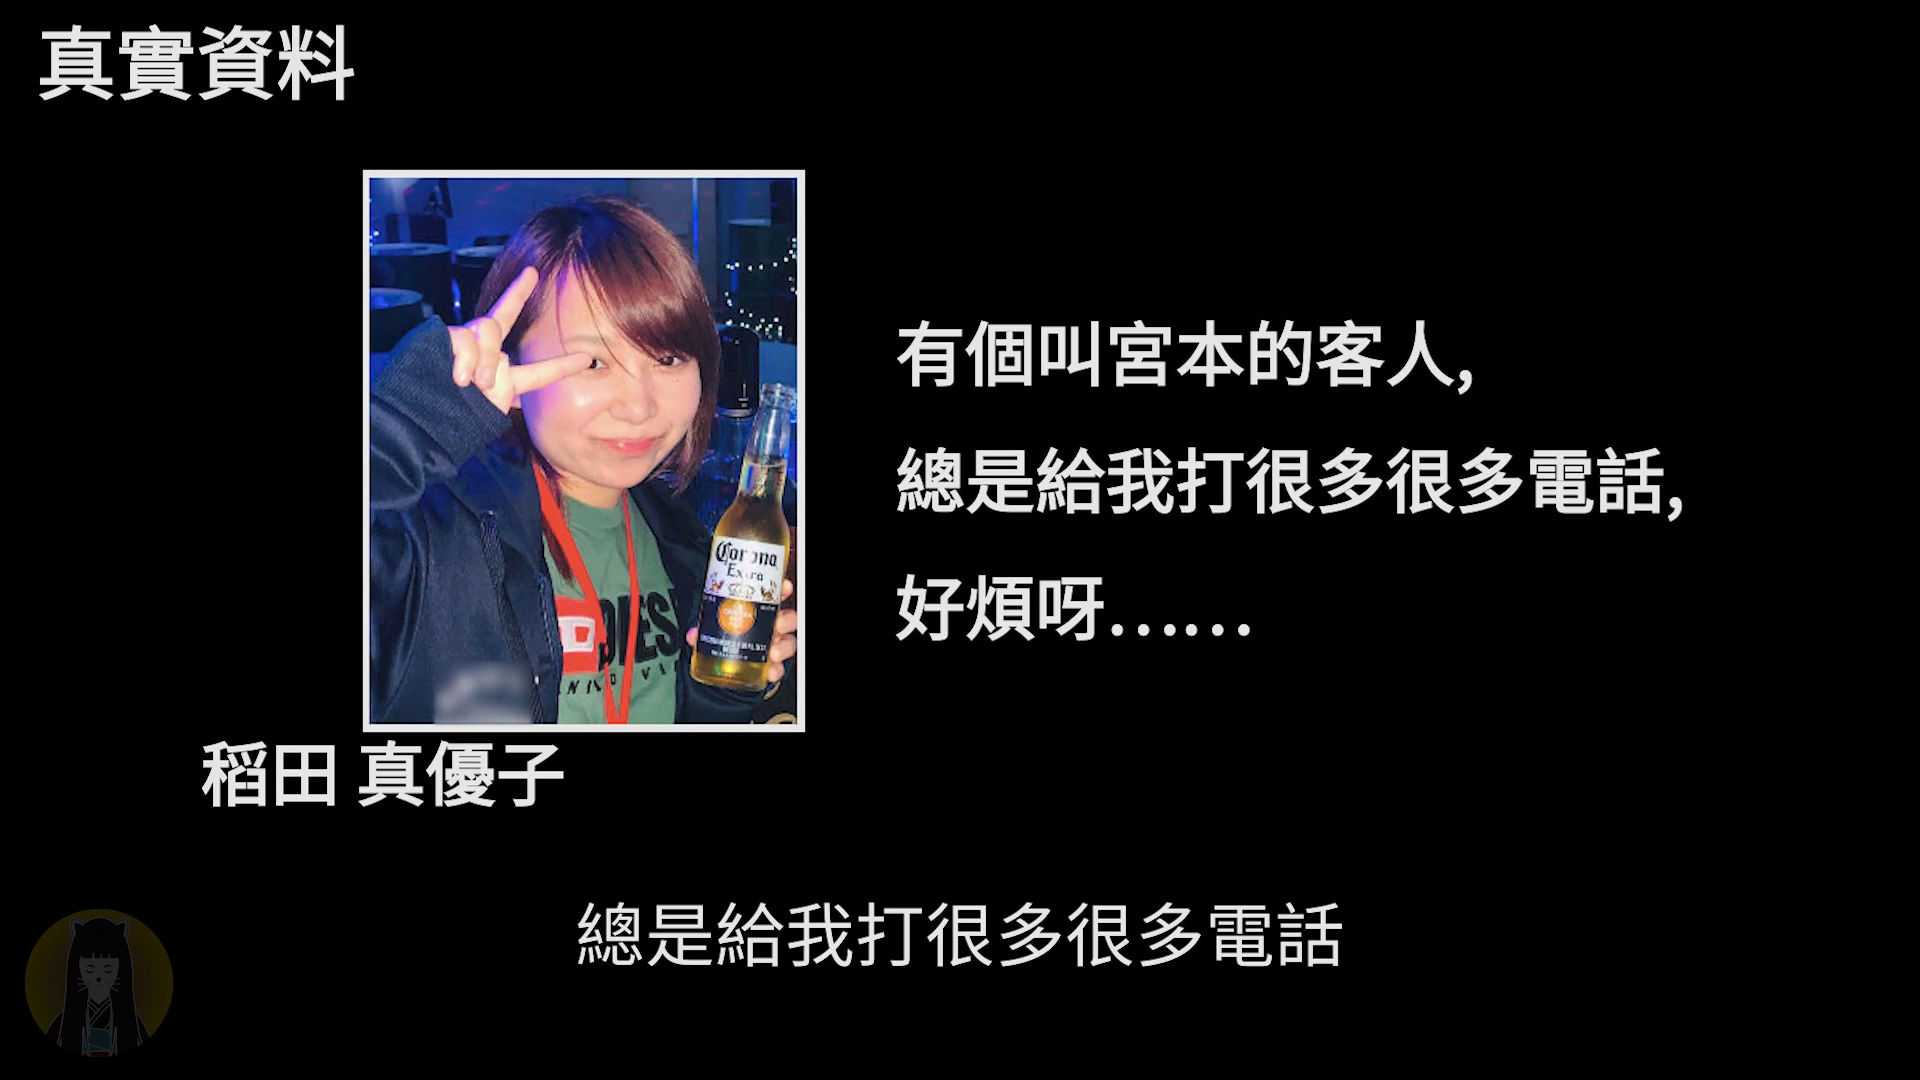 真實資料
有個叫宮本的客人,
總是給我打很多很多電話,
好煩呀……
Corona
Extra
DIES
稻田 真優子
總是給我打很多很多電話